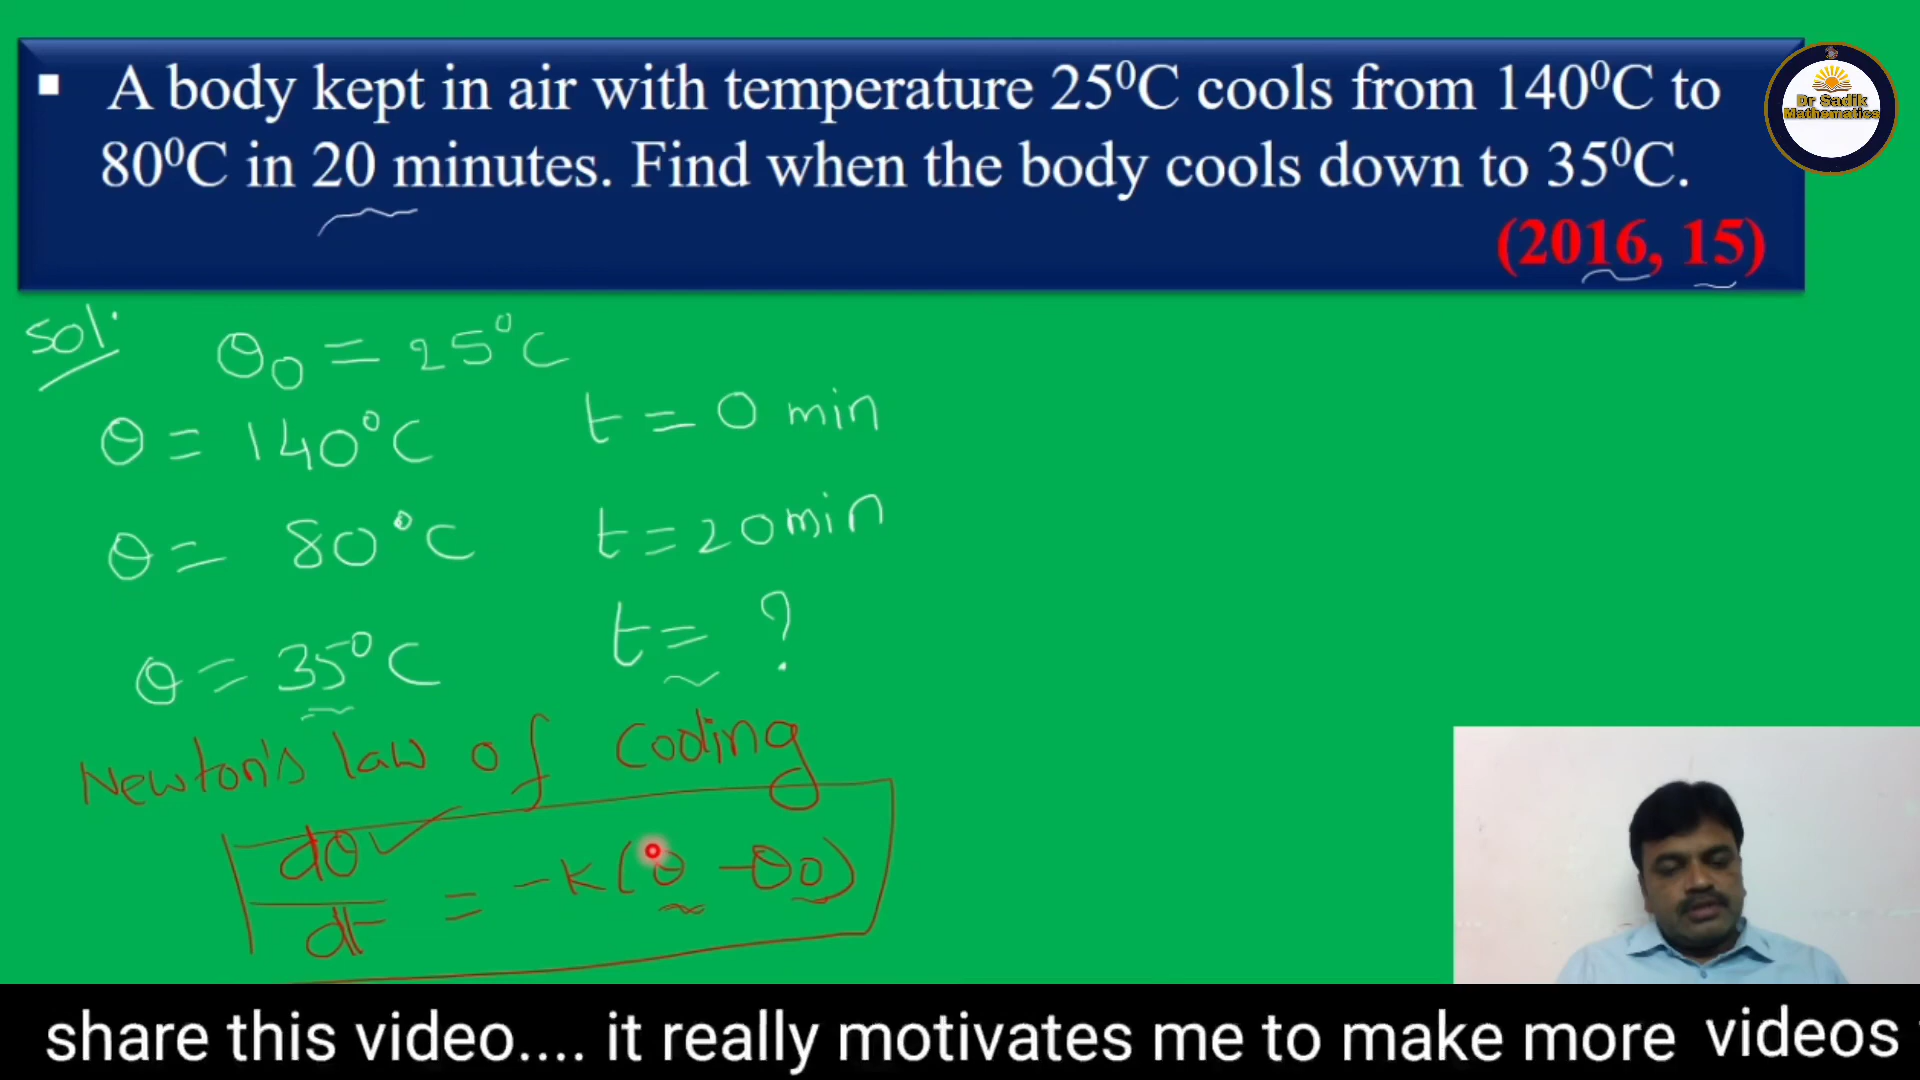 ▪ A body kept in air with temperature 25⁰C cools from 140⁰C to
80⁰C in 20 minutes. Find when the body cools down to 35⁰C.
(2016, 15)
Dr Sadik
Mathematics
Sol:
θ₀ = 25°C
θ = 140°C t = 0 min
θ = 80°C t = 20 min
θ = 35°C t = ?
Newton's law of Cooling
dθ/dt = -k(θ - θ₀)
share this video.... it really motivates me to make more videos